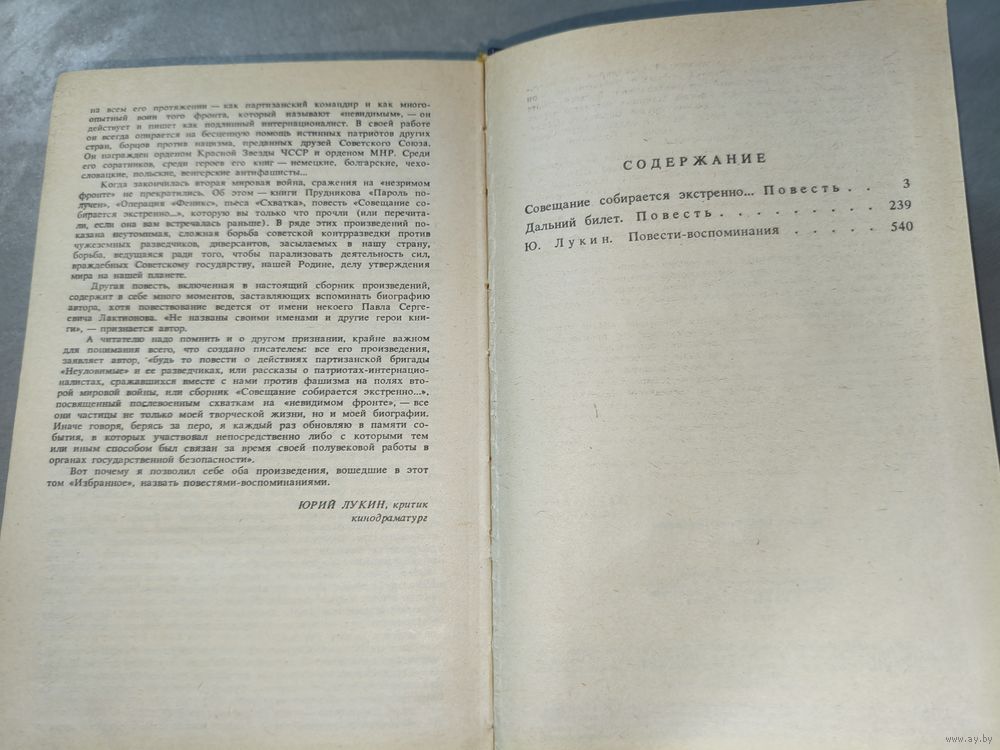 на всем его протяжении — как партизанский командир и как много-
опытный воин того фронта, который называют «невидимым», — он
действует и пишет как подлинный интернационалист. В своей работе
он всегда опирается на бесценную помощь истинных патриотов других
стран, борцов против нацизма, преданных друзей Советского Союза.
Он награжден орденом Красной Звезды ЧССР и орденом МНР. Среди
его соратников, среди героев его книг — немецкие, болгарские, чехо-
словацкие, польские, венгерские антифашисты...
Когда закончилась вторая мировая война, сражения на «незримом
фронте» не прекратились. Об этом — книги Прудникова «Пароль по-
лучен», «Операция «Феникс», пьеса «Схватка», повесть «Совещание со-
бирается экстренно...», которую вы только что прочли (или перечита-
ли, если она вам встречалась раньше). В ряде этих произведений по-
казана неутомимая, сложная борьба советской контрразведки против
чужеземных разведчиков, диверсантов, засылаемых в нашу страну,
борьба, ведущаяся ради того, чтобы парализовать деятельность сил,
враждебных Советскому государству, нашей Родине, делу утверждения
мира на нашей планете.
Другая повесть, включенная в настоящий сборник произведений,
содержит в себе много моментов, заставляющих вспоминать биографию
автора, хотя повествование ведется от имени некоего Павла Сергее-
вича Лактионова. «Не названы своими именами и другие герои кни-
ги», — признается автор.
А читателю надо помнить и о другом признании, крайне важном
для понимания всего, что создано писателем: все его произведения,
заявляет автор, «будь то повести о действиях партизанской бригады
«Неуловимые» и ее разведчиках, или рассказы о патриотах-интернацио-
налистах, сражавшихся вместе с нами против фашизма на полях вто-
рой мировой войны, или сборник «Совещание собирается экстренно...»,
посвященный послевоенным схваткам на «невидимом фронте», — все
они частицы не только моей творческой жизни, но и моей биографии.
Иначе говоря, берясь за перо, я каждый раз обновляю в памяти со-
бытия, в которых участвовал непосредственно либо с которыми тем
или иным способом был связан за время своей полувековой работы в
органах государственной безопасности».
Вот почему я позволил себе оба произведения, вошедшие в этот
том «Избранное», назвать повестями-воспоминаниями.
ЮРИЙ ЛУКИН, критик
кинодраматург
СОДЕРЖАНИЕ
Совещание собирается экстренно... Повесть . . 3
Дальний билет. Повесть . . . . . . . . . 239
Ю. Лукин. Повести-воспоминания . . . . . 540
www.ay.by